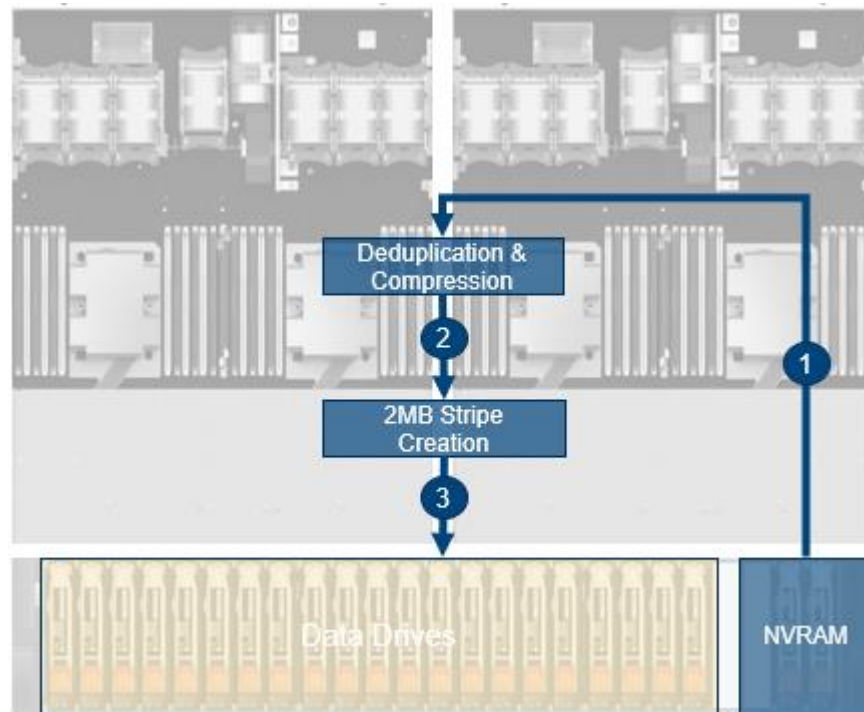 Deduplication &
Compression
2
1
2MB Stripe
Creation
3
Data Drives
NVRAM